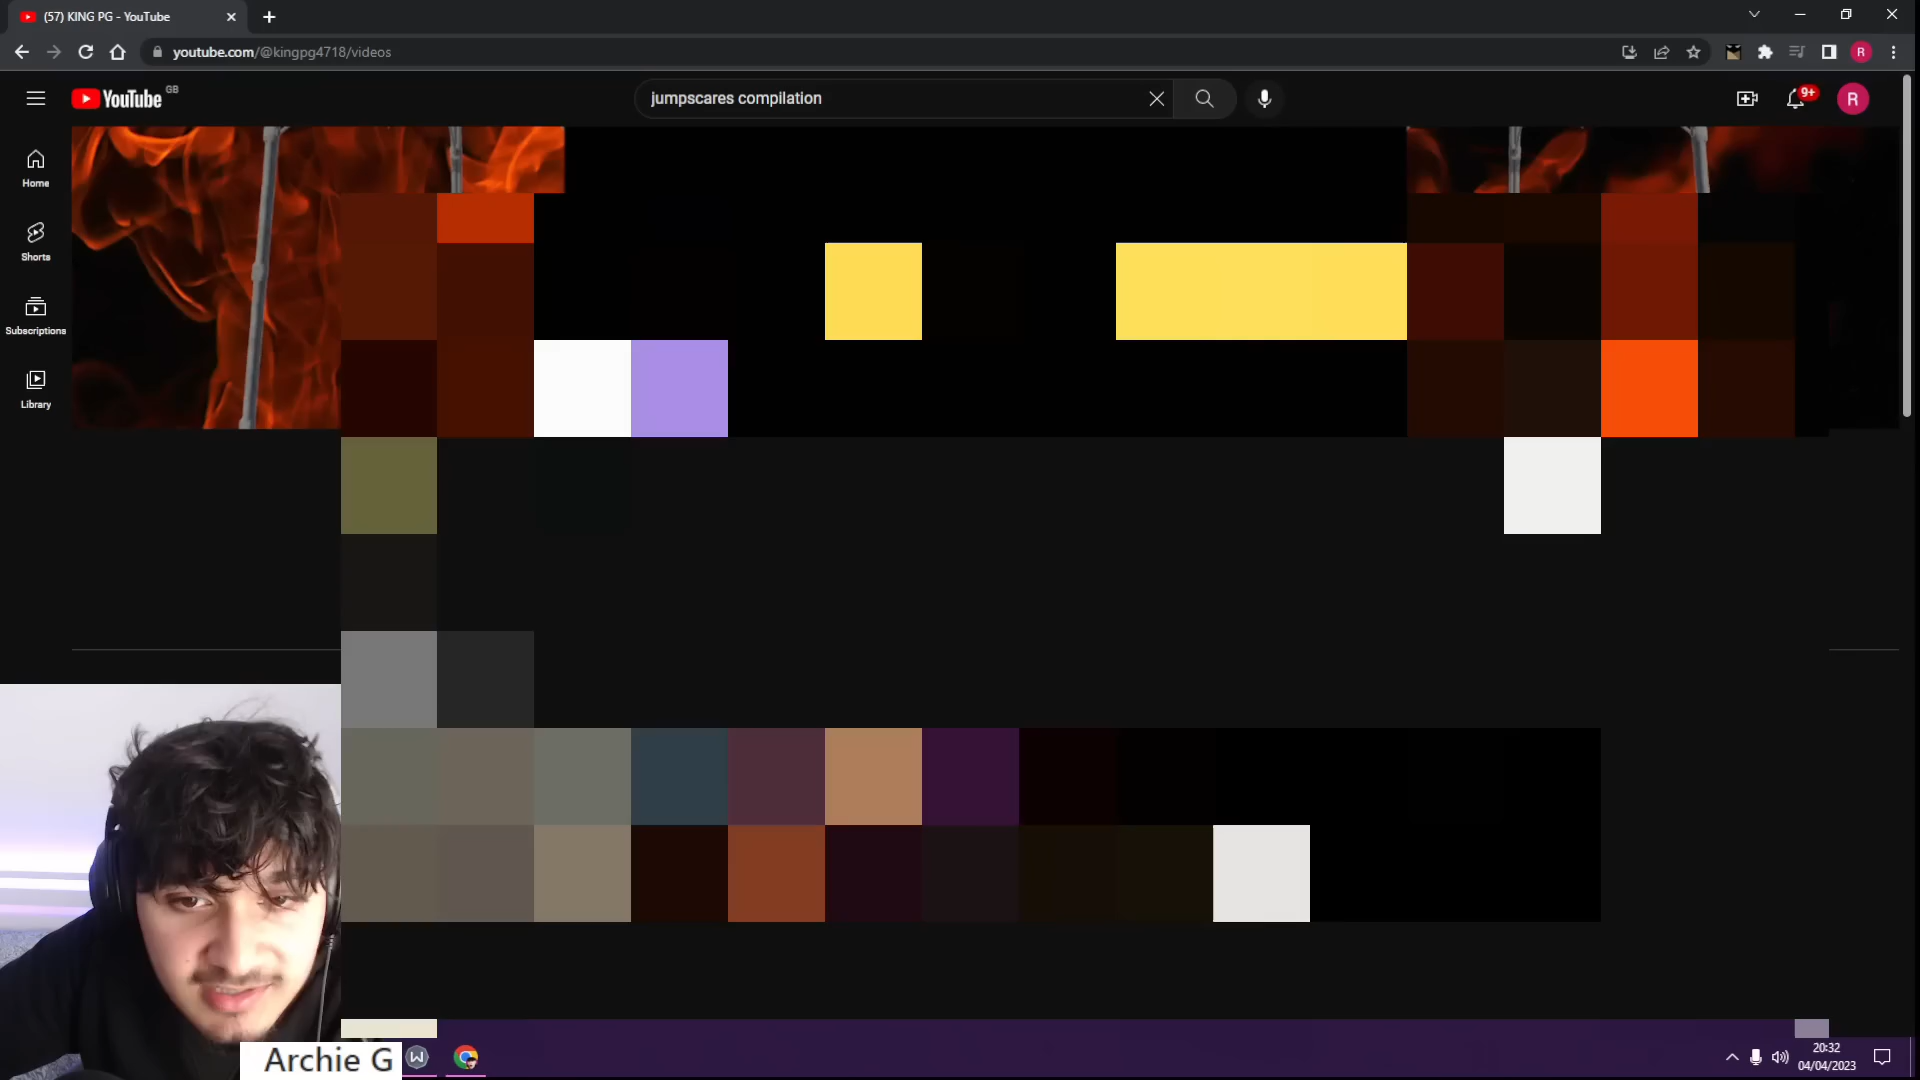 (57) KING PG - YouTube
youtube.com/@kingpg4718/videos
R
YouTube GB
jumpscares compilation
9+
R
Home
Shorts
Subscriptions
Library
Archie G
W
20:32
04/04/2023